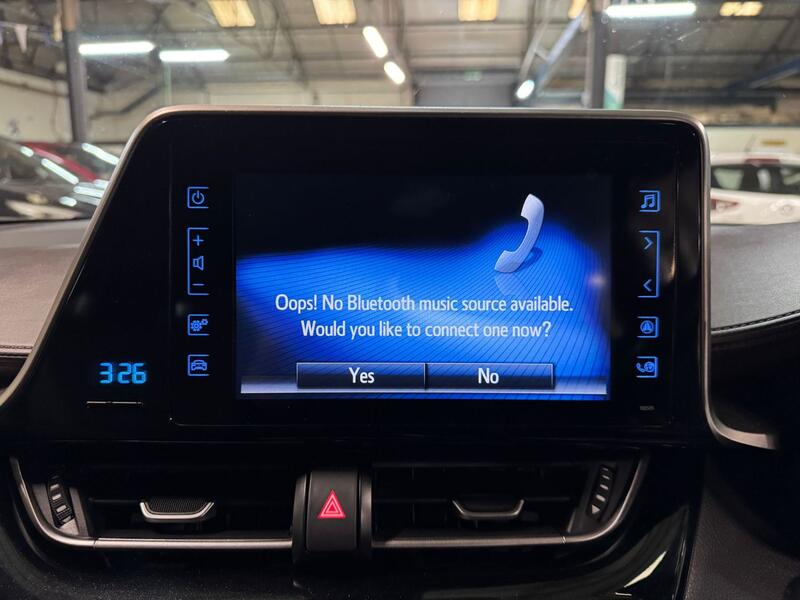 Oops! No Bluetooth music source available.
Would you like to connect one now?
Yes
No
3:26